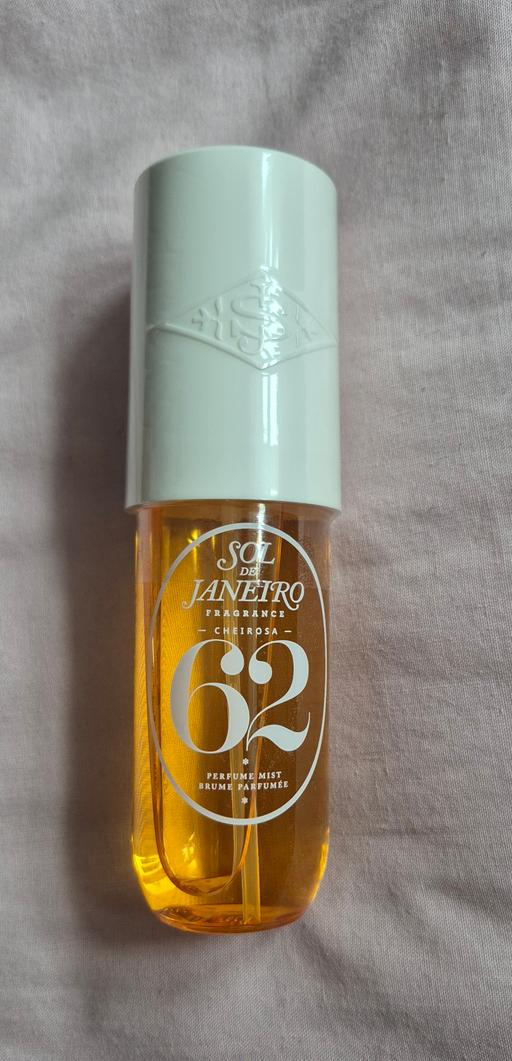 SOL
DE
JANEIRO
FRAGRANCE
– CHEIROSA –
62
PERFUME MIST
BRUME PARFUMÉE